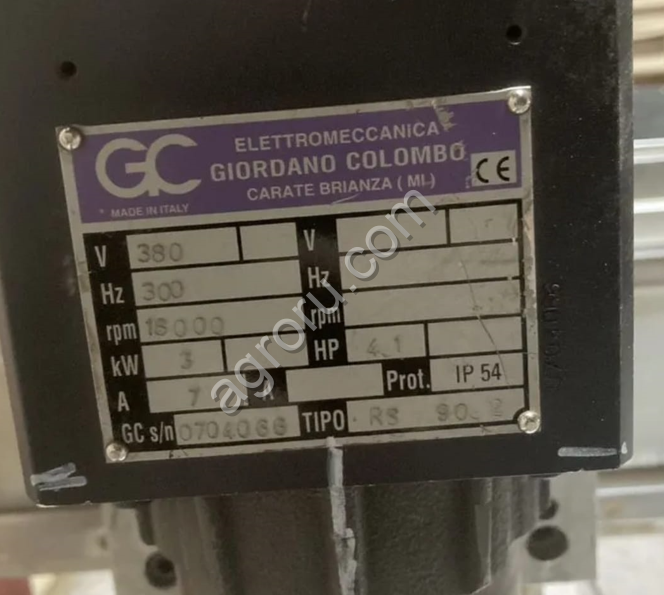 GC
ELETTROMECCANICA
GIORDANO COLOMBO
CARATE BRIANZA (MI)
CE
MADE IN ITALY
V 380 V
Hz 300 Hz
rpm 18000 rpm
kW 3 HP 4.1
A 7 A Prot. IP 54
GC s/n 0704066 TIPO RS 90
agroru.com